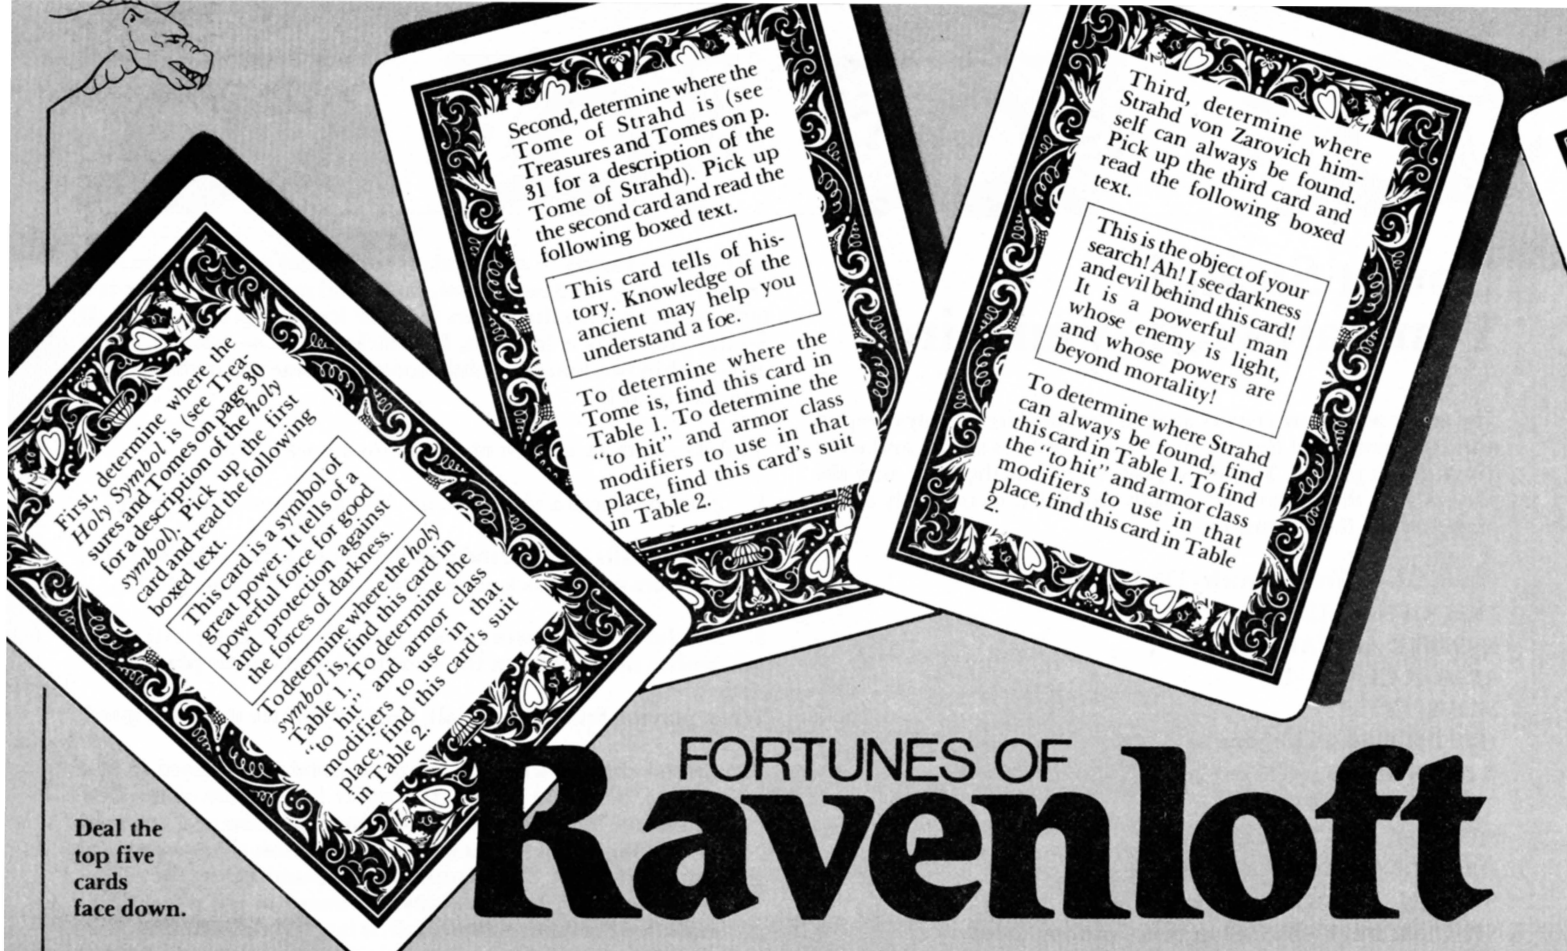 First, determine where the
Holy Symbol is (see Trea-
sures and Tomes on page 30
for a description of the holy
symbol). Pick up the first
card and read the following
boxed text.
This card is a symbol of
great power. It tells of a
powerful force for good
and protection against
the forces of darkness.
To determine where the holy
symbol is, find this card in
Table 1. To determine the
"to hit" and armor class
modifiers to use in that
place, find this card's suit
in Table 2.
Second, determine where the
Tome of Strahd is (see
Treasures and Tomes on p.
31 for a description of the
Tome of Strahd). Pick up
the second card and read the
following boxed text.
This card tells of his-
tory. Knowledge of the
ancient may help you
understand a foe.
To determine where the
Tome is, find this card in
Table 1. To determine the
"to hit" and armor class
modifiers to use in that
place, find this card's suit
in Table 2.
Third, determine where
Strahd von Zarovich him-
self can always be found.
Pick up the third card and
read the following boxed
text.
This is the object of your
search! Ah! I see darkness
and evil behind this card!
It is a powerful man
whose enemy is light,
and whose powers are
beyond mortality!
To determine where Strahd
can always be found, find
this card in Table 1. To find
the "to hit" and armor class
modifiers to use in that
place, find this card in Table
2.
FORTUNES OF
Ravenloft
Deal the
top five
cards
face down.